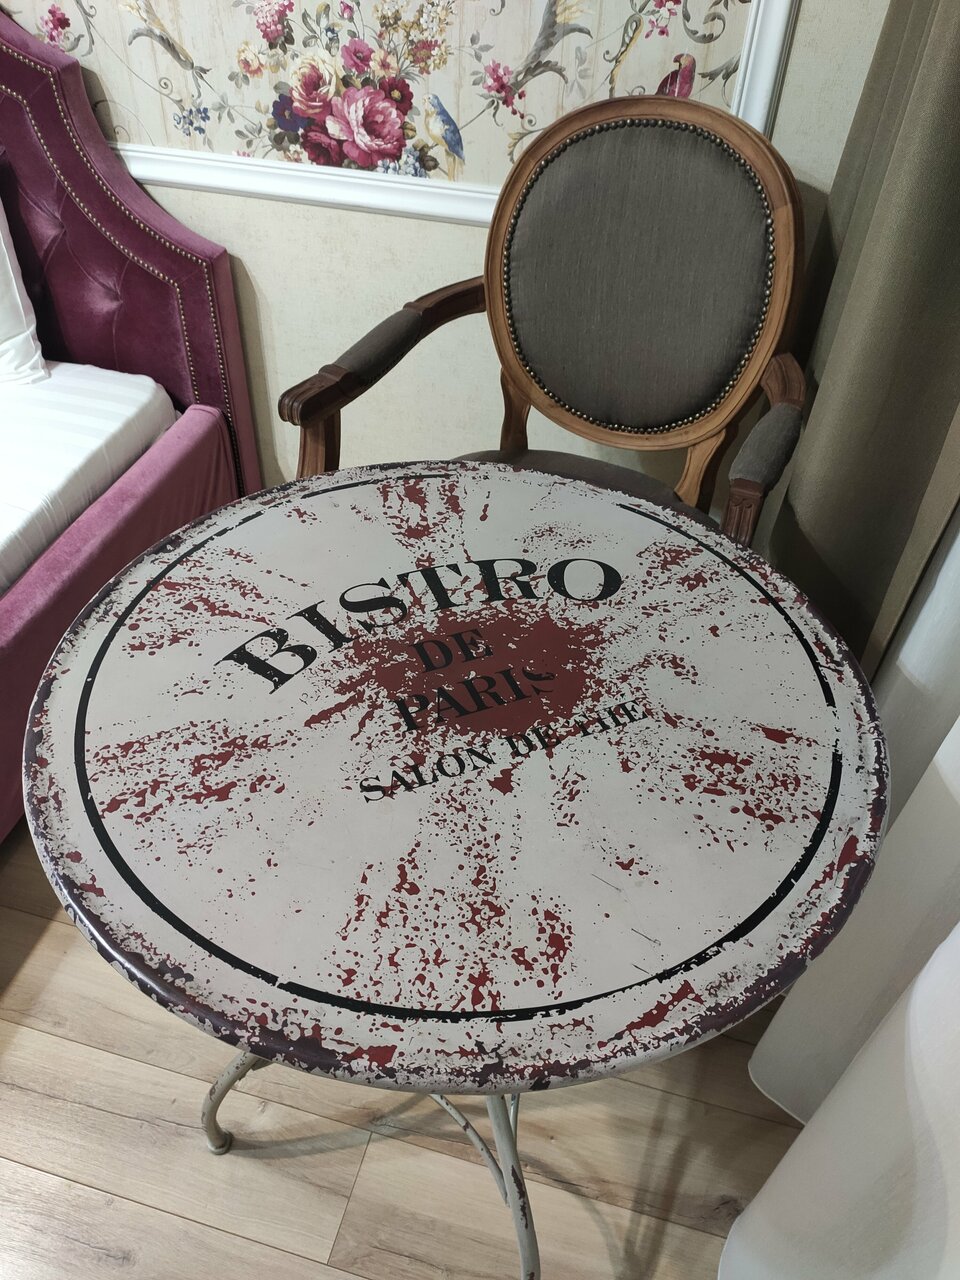 BISTRO
DE
PARIS
SALON DE THE